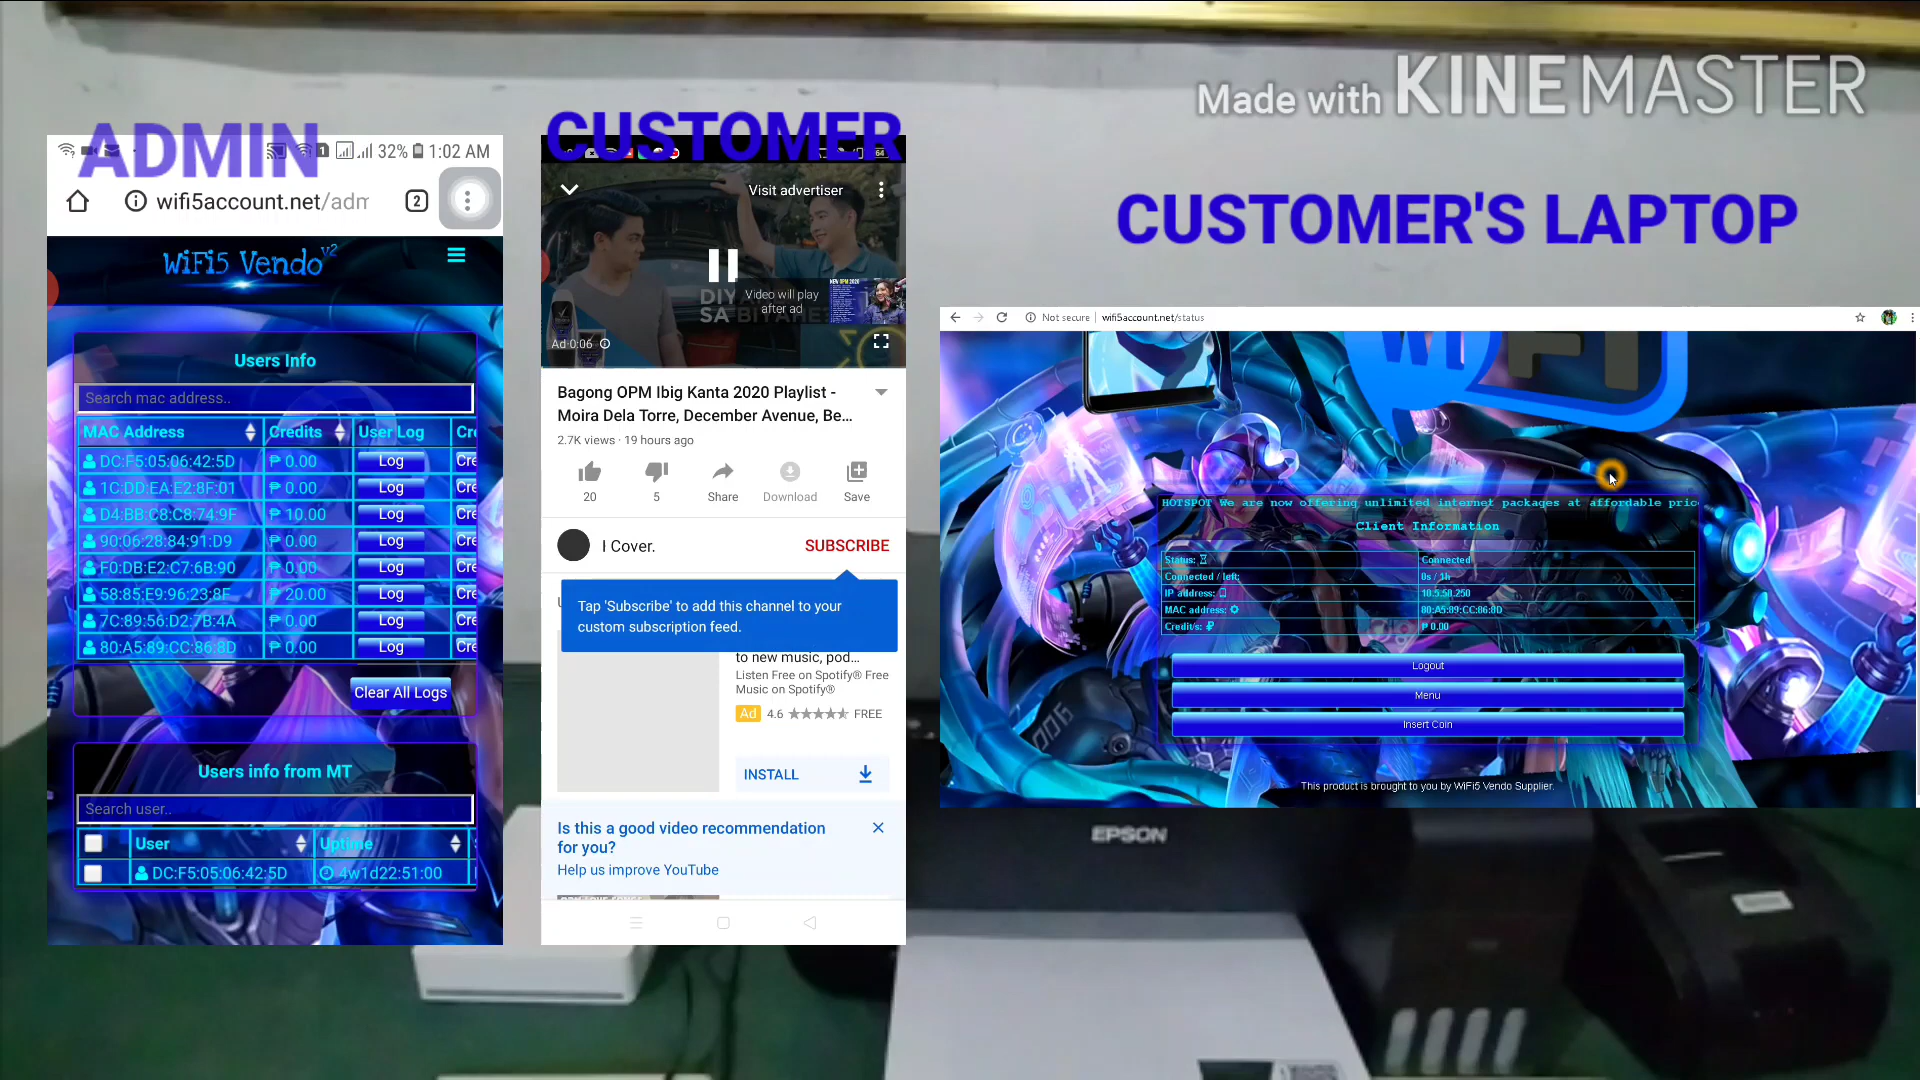 Made with KINEMASTER
ADMIN
CUSTOMER
CUSTOMER'S LAPTOP
32% 1:02 AM
wifi5account.net/adm
2
WiFi5 Vendo v2
Users Info
Search mac address..
MAC Address Credits User Log Cre
DC:F5:05:06:42:5D ₱ 0.00 Log Cre
1C:DD:EA:E2:8F:01 ₱ 0.00 Log Cre
D4:BB:C8:C8:74:9F ₱ 10.00 Log Cre
90:06:28:84:91:D9 ₱ 0.00 Log Cre
F0:DB:E2:C7:6B:90 ₱ 0.00 Log Cre
58:85:E9:96:23:8F ₱ 20.00 Log Cre
7C:89:56:D2:7B:4A ₱ 0.00 Log Cre
80:A5:89:CC:86:8D ₱ 0.00 Log Cre
Clear All Logs
Users info from MT
Search user..
User Uptime
DC:F5:05:06:42:5D 4w1d22:51:00
Visit advertiser
Video will play
after ad
NEW OPM 2020
Ad·0:06
Bagong OPM Ibig Kanta 2020 Playlist -
Moira Dela Torre, December Avenue, Be...
2.7K views · 19 hours ago
20 5 Share Download Save
I Cover. SUBSCRIBE
Tap 'Subscribe' to add this channel to your
custom subscription feed.
to new music, pod...
Listen Free on Spotify® Free
Music on Spotify®
Ad 4.6 ★★★★★ FREE
INSTALL
Is this a good video recommendation
for you?
Help us improve YouTube
Not secure | wifi5account.net/status
HOTSPOT We are now offering unlimited internet packages at affordable pric
Client Information
Status: Connected
Connected / left: 0s / 1h
IP address: 10.5.50.250
MAC address: 80:A5:89:CC:86:8D
Credit/s: ₱ 0.00
Logout
Menu
Insert Coin
This product is brought to you by WiFi5 Vendo Supplier.
EPSON